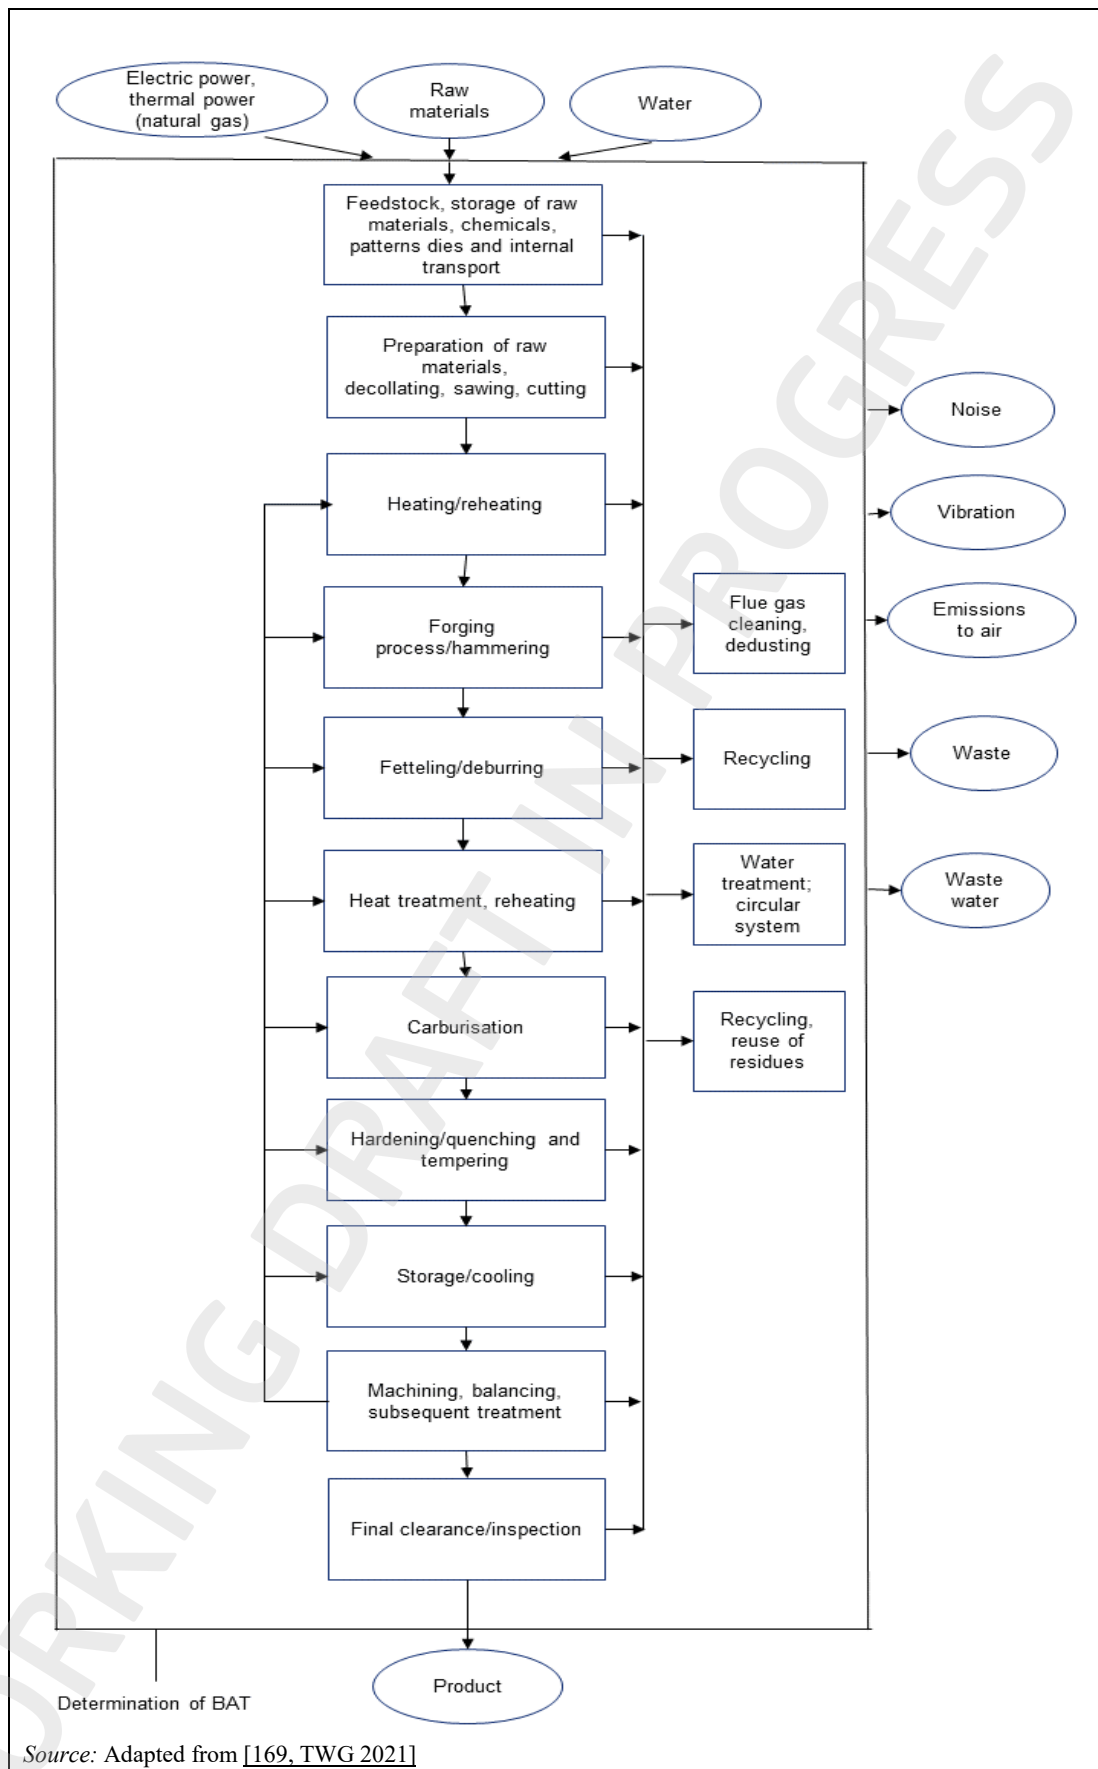 Electric power,
thermal power
(natural gas)
Raw
materials
Water
Feedstock, storage of raw
materials, chemicals,
patterns dies and internal
transport
Preparation of raw
materials,
decollating, sawing, cutting
Heating/reheating
Forging
process/hammering
Fetteling/deburring
Heat treatment, reheating
Carburisation
Hardening/quenching and
tempering
Storage/cooling
Machining, balancing,
subsequent treatment
Final clearance/inspection
Flue gas
cleaning,
dedusting
Recycling
Water
treatment;
circular
system
Recycling,
reuse of
residues
Noise
Vibration
Emissions
to air
Waste
Waste
water
Product
Determination of BAT
Source: Adapted from [169, TWG 2021]
ORKING DRAFT IN PROGRESS